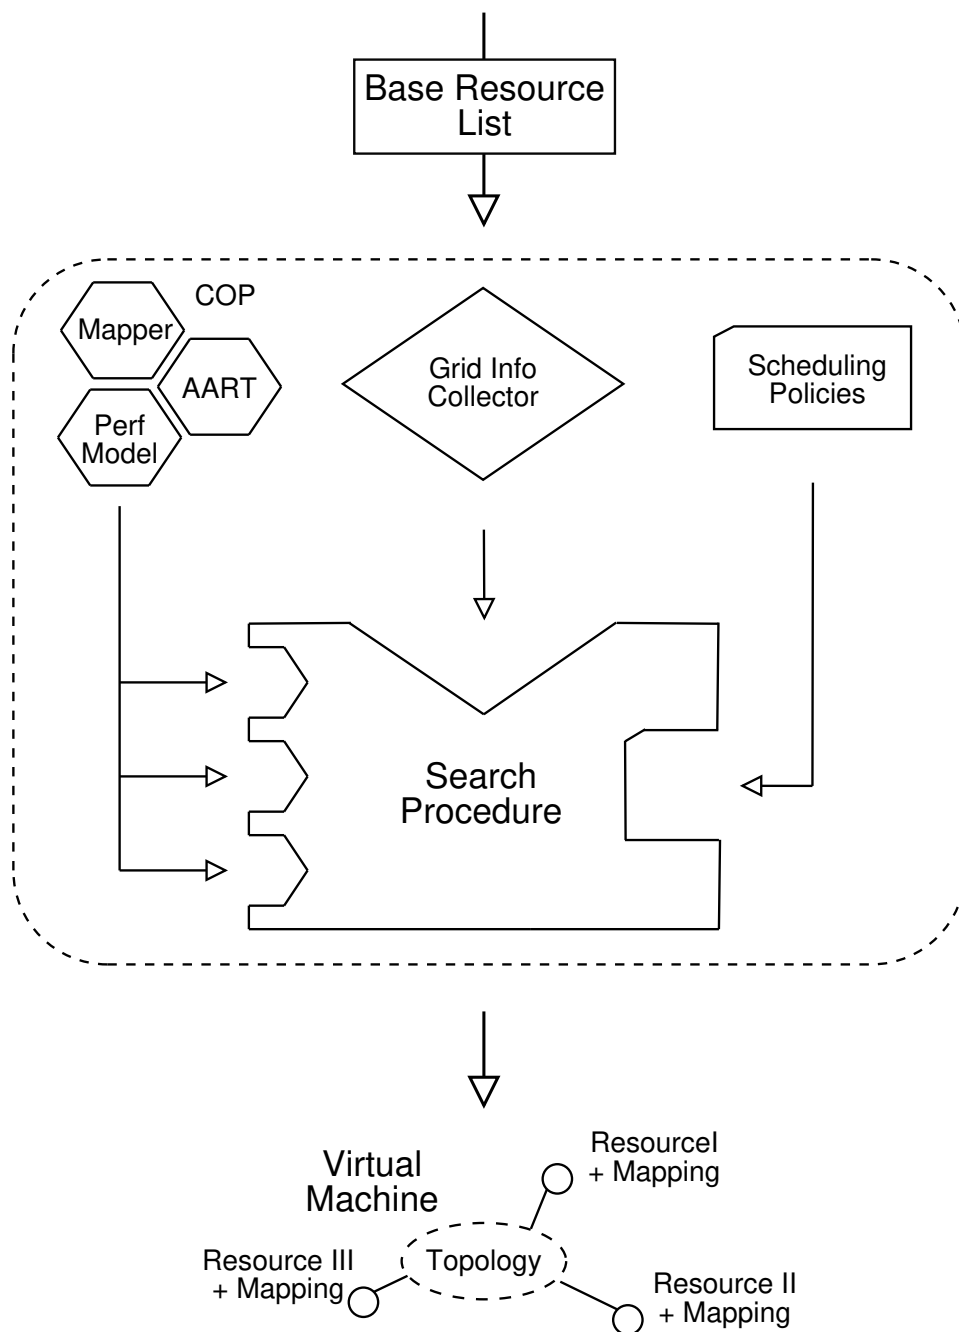 Base Resource
List
COP
Mapper
AART
Perf
Model
Grid Info
Collector
Scheduling
Policies
Search
Procedure
Virtual
Machine
ResourceI
+ Mapping
Topology
Resource III
+ Mapping
Resource II
+ Mapping